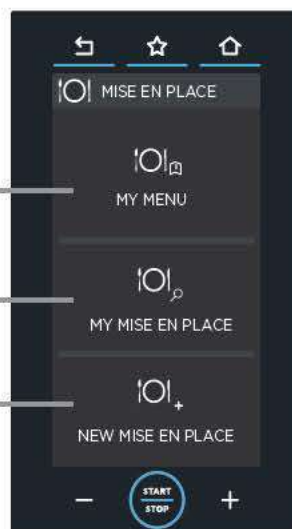 MISE EN PLACE
MY MENU
MY MISE EN PLACE
NEW MISE EN PLACE
START
STOP